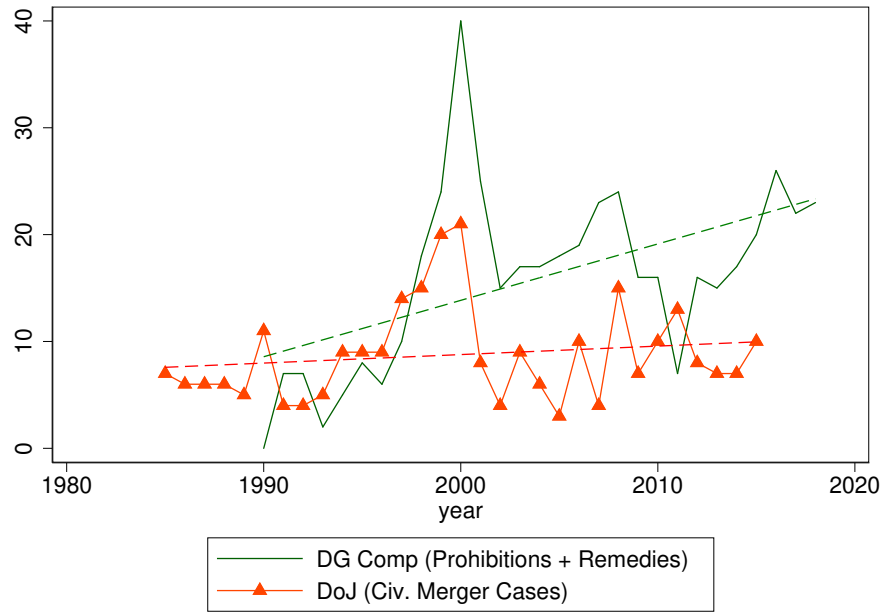 40
30
20
10
0
1980 1990 2000 2010 2020
year
DG Comp (Prohibitions + Remedies)
DoJ (Civ. Merger Cases)